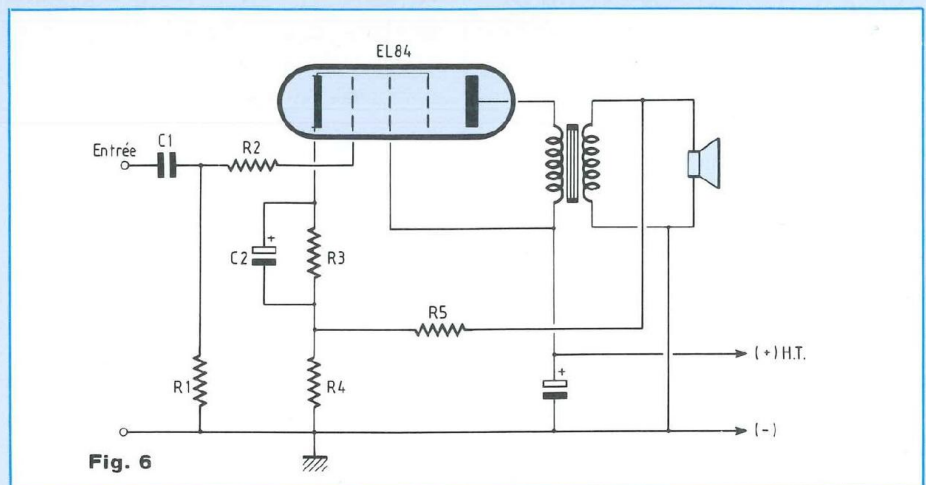 EL84
C1
Entrée
R2
C2
+
R3
R5
(+) H.T.
R1
R4
+
(-)
Fig. 6